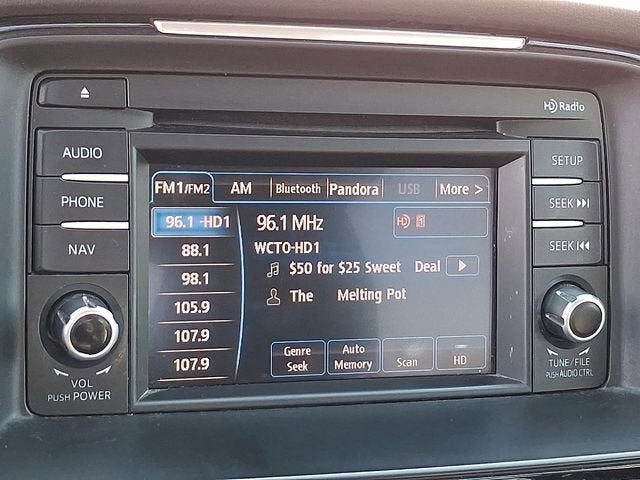 HD Radio
AUDIO
PHONE
NAV
VOL
PUSH POWER
FM1/FM2 AM Bluetooth Pandora USB More >
96.1 -HD1
88.1
98.1
105.9
107.9
107.9
96.1 MHz
HD 1
WCTO-HD1
$50 for $25 Sweet Deal
The Melting Pot
Genre Seek
Auto Memory
Scan
HD
SETUP
SEEK
SEEK
TUNE/FILE
PUSH AUDIO CTRL